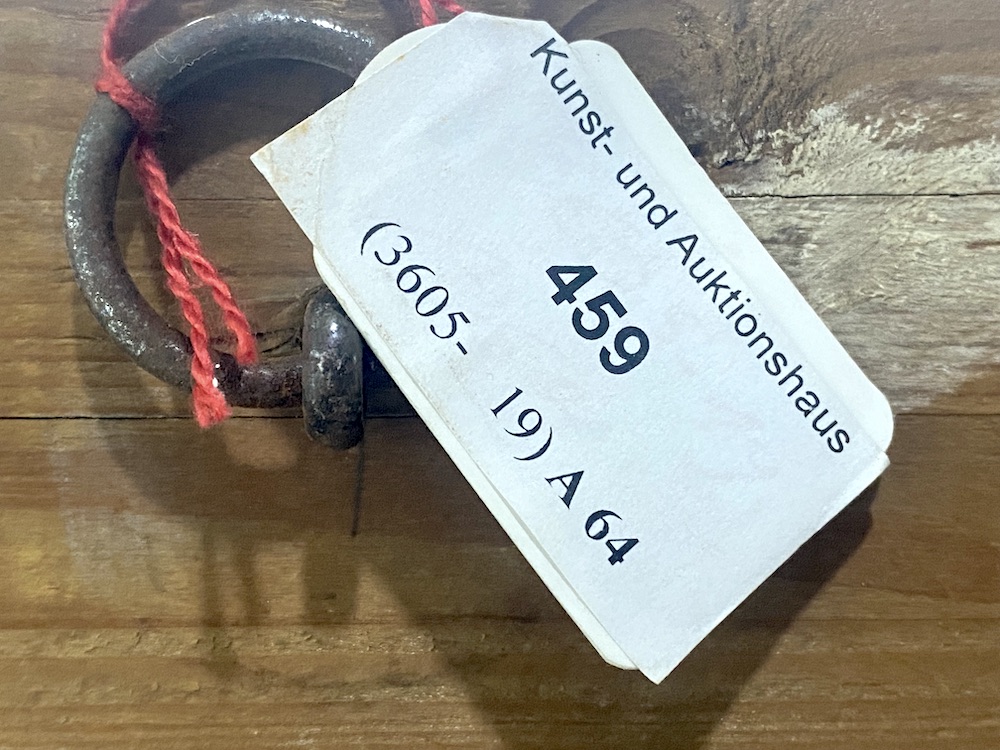 Kunst- und Auktionshaus
459
(3605- 19) A 64